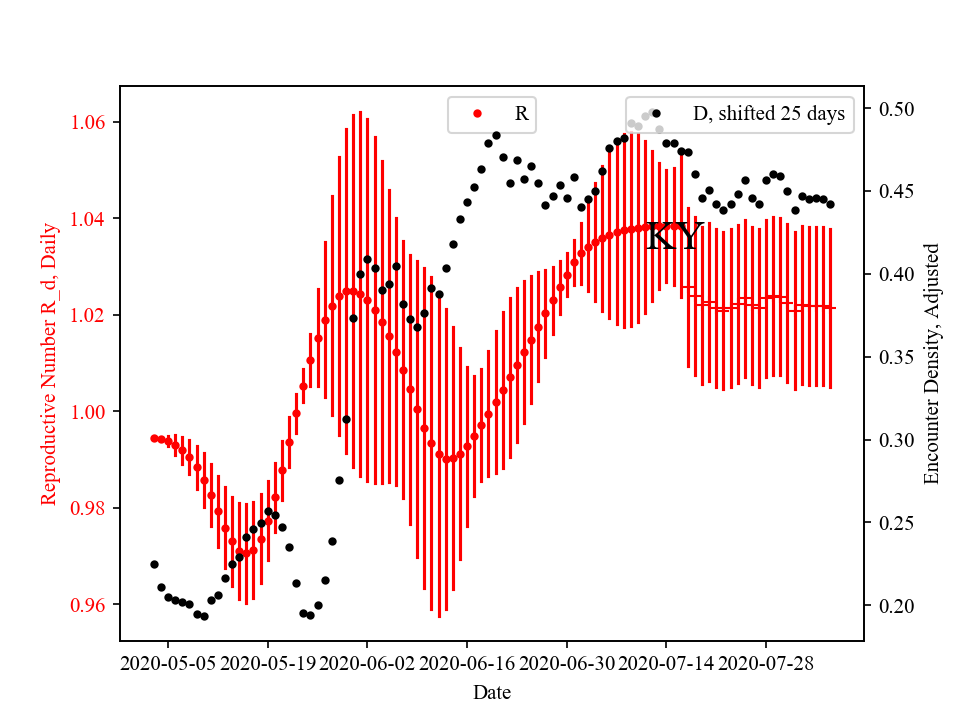 R
D, shifted 25 days
1.06
1.04
1.02
1.00
0.98
0.96
Reproductive Number R_d, Daily
KY
0.50
0.45
0.40
0.35
0.30
0.25
0.20
Encounter Density, Adjusted
2020-05-05 2020-05-19 2020-06-02 2020-06-16 2020-06-30 2020-07-14 2020-07-28
Date